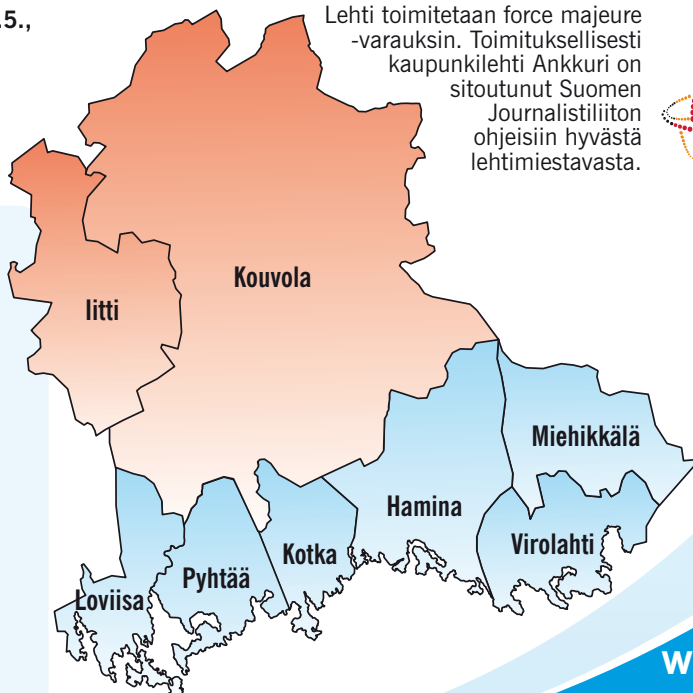 .5.,
Lehti toimitetaan force majeure
-varauksin. Toimituksellisesti
kaupunkilehti Ankkuri on
sitoutunut Suomen
Journalistiliiton
ohjeisiin hyvästä
lehtimiestavasta.
Kouvola
Iitti
Miehikkälä
Hamina
Virolahti
Kotka
Pyhtää
Loviisa
W